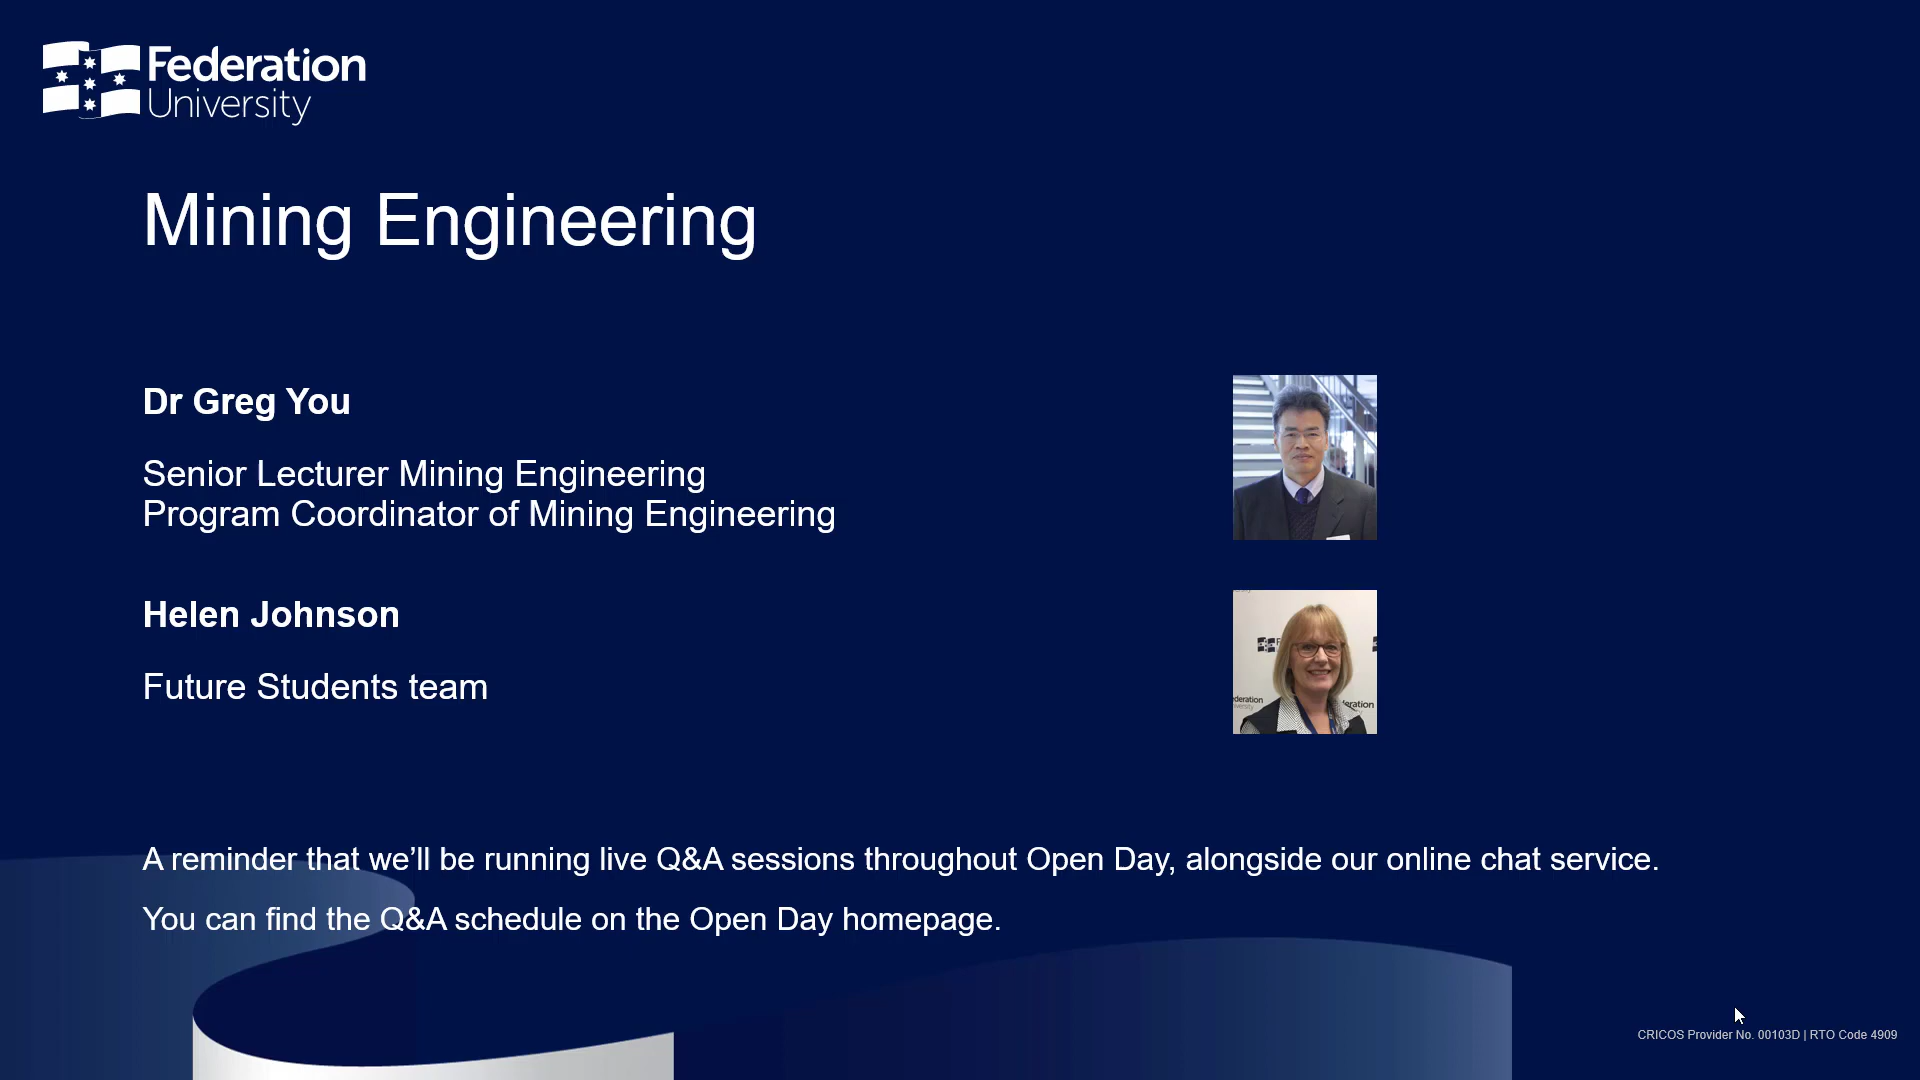 Federation
University
Mining Engineering
Dr Greg You
Senior Lecturer Mining Engineering
Program Coordinator of Mining Engineering
Helen Johnson
Future Students team
A reminder that we’ll be running live Q&A sessions throughout Open Day, alongside our online chat service.
You can find the Q&A schedule on the Open Day homepage.
CRICOS Provider No. 00103D | RTO Code 4909